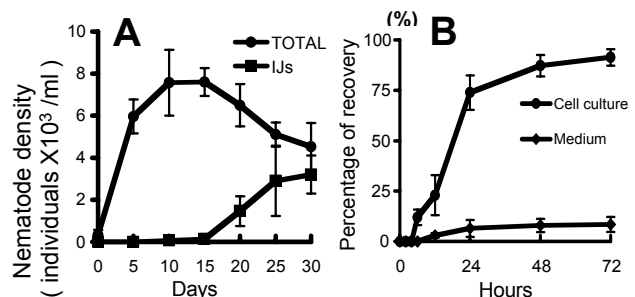 A
TOTAL
IJs
Nematode density
( individuals X10³ /ml )
10
8
6
4
2
0
0 5 10 15 20 25 30
Days
(%)
B
Percentage of recovery
100
75
50
25
0
Cell culture
Medium
0 24 48 72
Hours